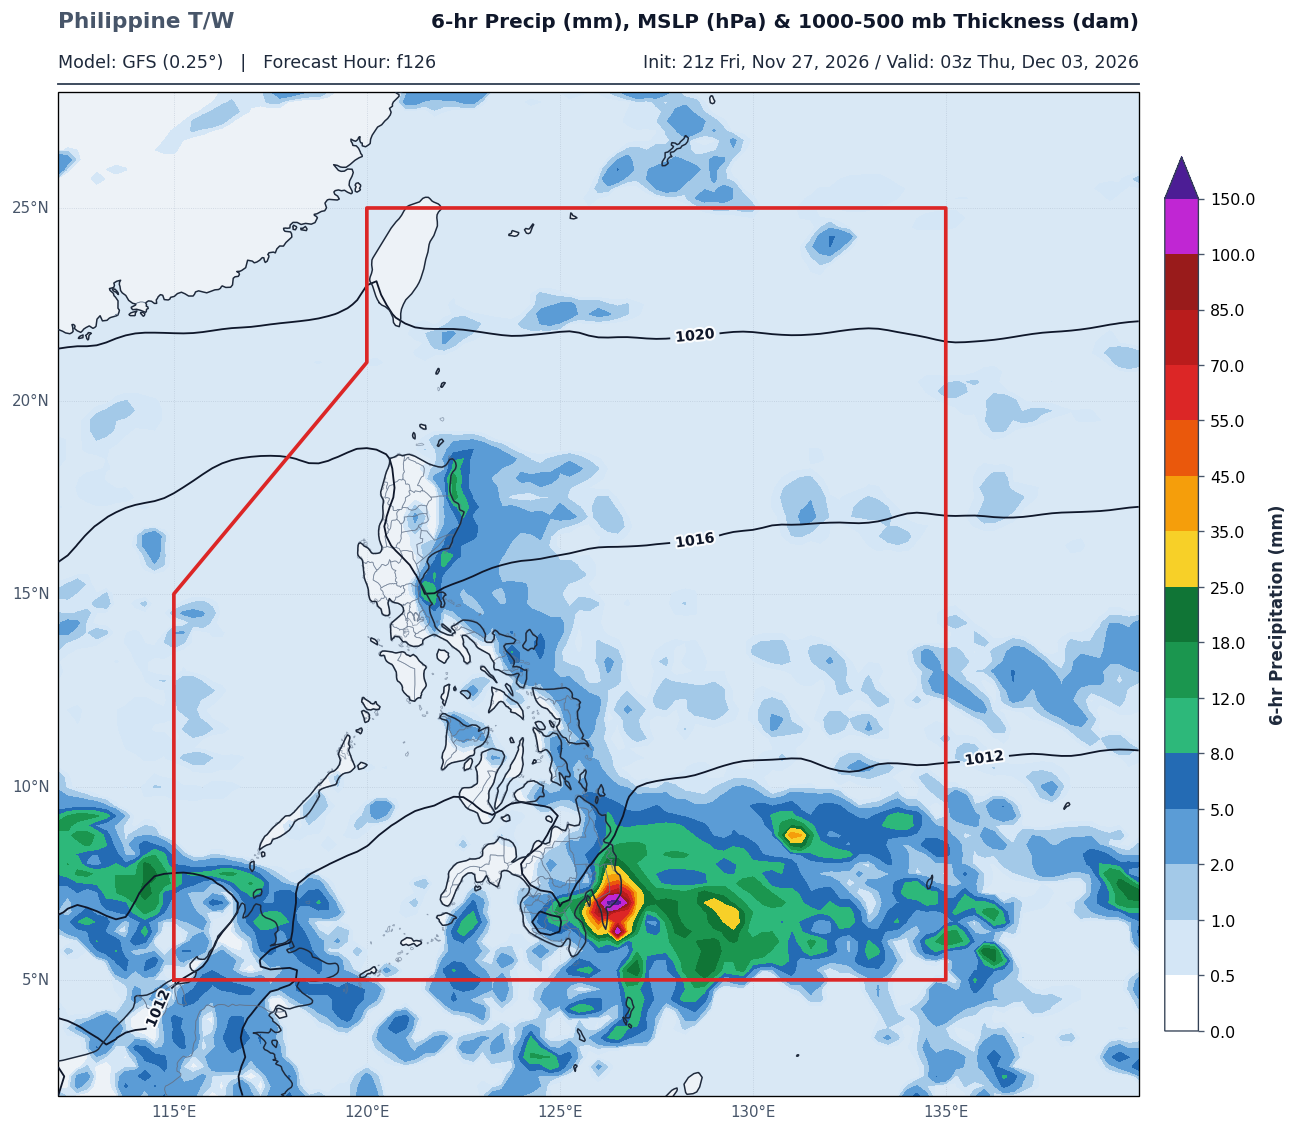 Philippine T/W
6-hr Precip (mm), MSLP (hPa) & 1000-500 mb Thickness (dam)
Model: GFS (0.25°) | Forecast Hour: f126
Init: 21z Fri, Nov 27, 2026 / Valid: 03z Thu, Dec 03, 2026
25°N
20°N
15°N
10°N
5°N
1020
1016
1012
1012
115°E
120°E
125°E
130°E
135°E
150.0
100.0
85.0
70.0
55.0
45.0
35.0
25.0
18.0
12.0
8.0
5.0
2.0
1.0
0.5
0.0
6-hr Precipitation (mm)